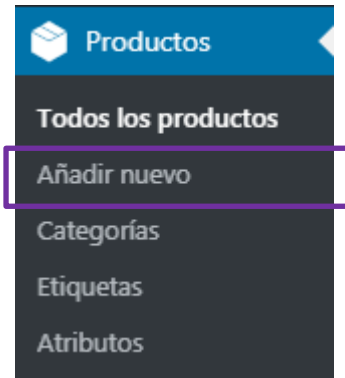 Productos
Todos los productos
Añadir nuevo
Categorías
Etiquetas
Atributos